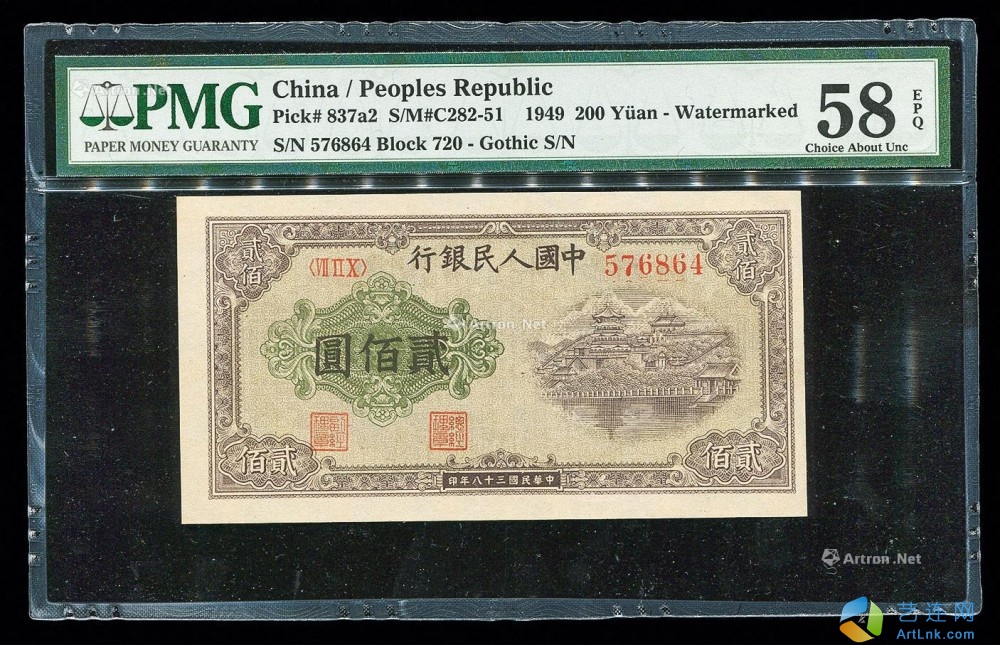 PMG
PAPER MONEY GUARANTY
China / Peoples Republic
Pick# 837a2 S/M#C282-51 1949 200 Yüan - Watermarked
S/N 576864 Block 720 - Gothic S/N
58
EPQ
Choice About Unc
貳佰
貳佰
行銀民人國中
576864
圓佰貳
佰貳
佰貳
印年八十三國民華中
Artron.Net
Artron.Net
艺连网
ArtLnk.com